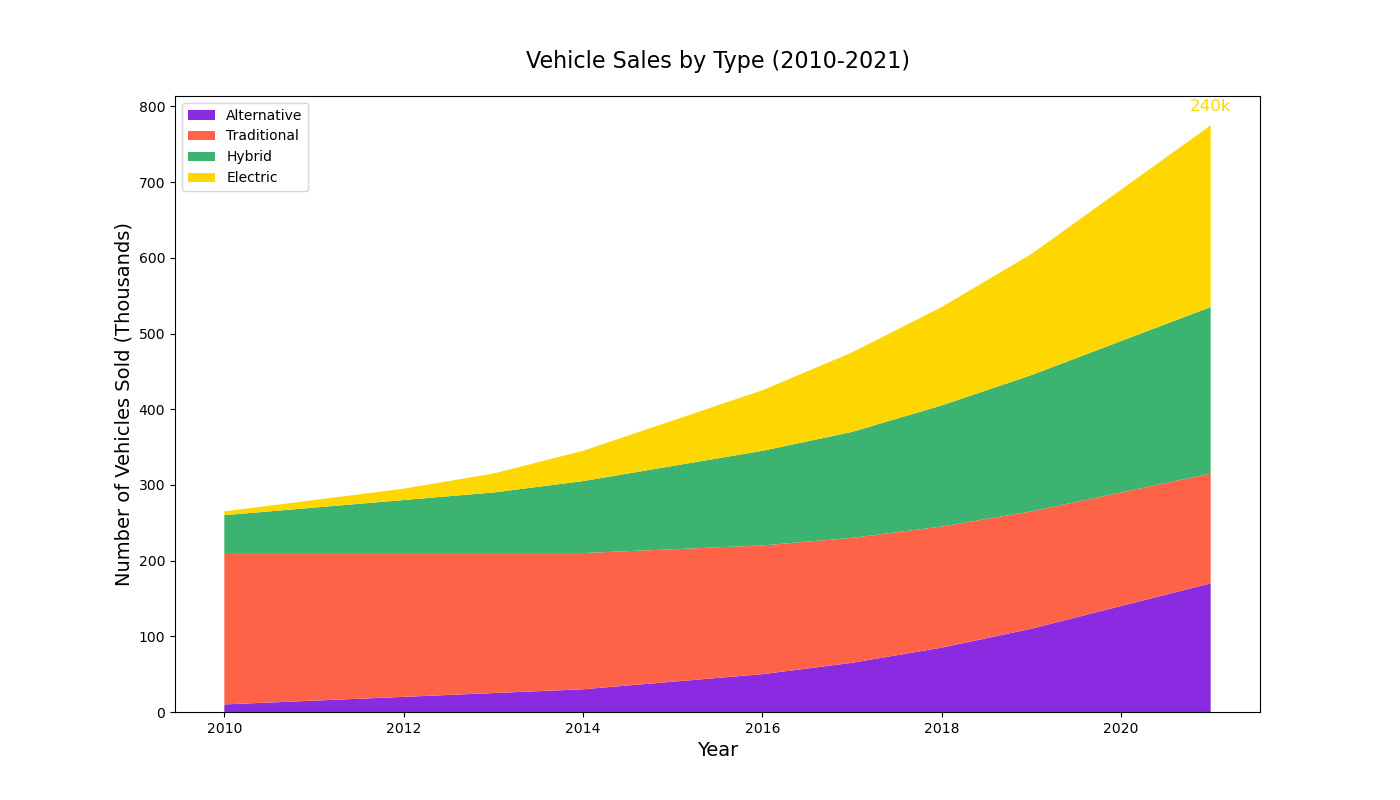 Vehicle Sales by Type (2010-2021)
240k
Alternative
Traditional
Hybrid
Electric
800
700
600
500
400
300
200
100
0
Number of Vehicles Sold (Thousands)
2010
2012
2014
2016
2018
2020
Year